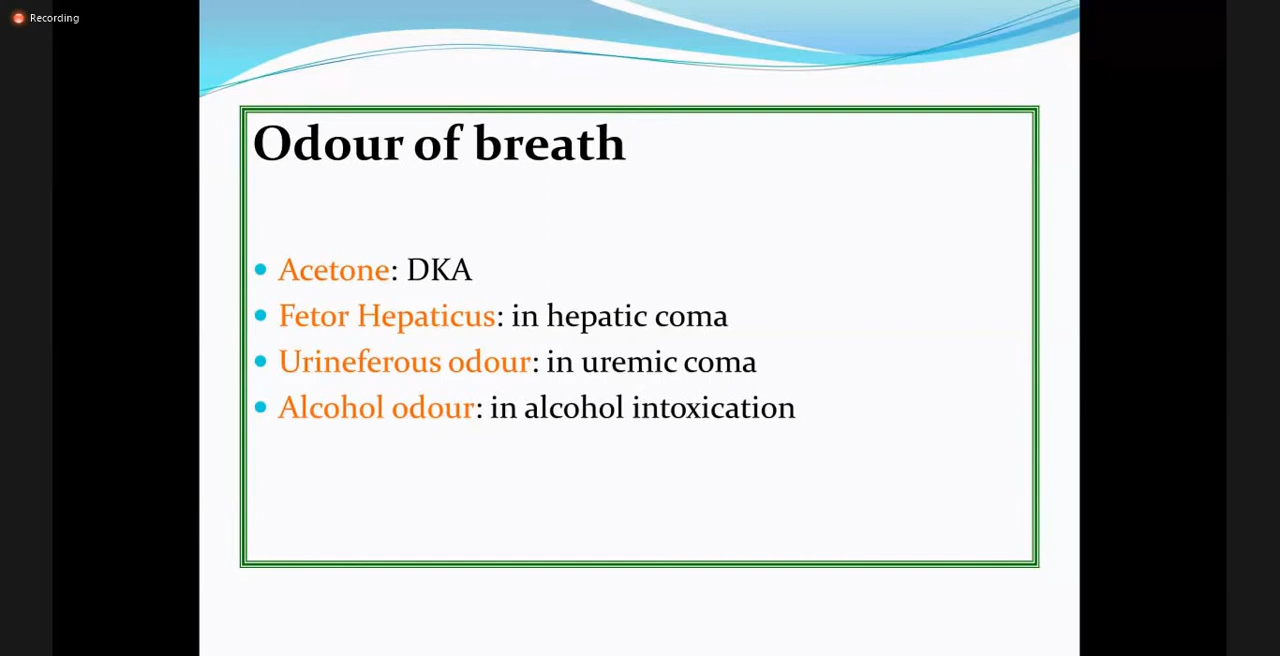 Recording
Odour of breath
Acetone: DKA
Fetor Hepaticus: in hepatic coma
Urineferous odour: in uremic coma
Alcohol odour: in alcohol intoxication